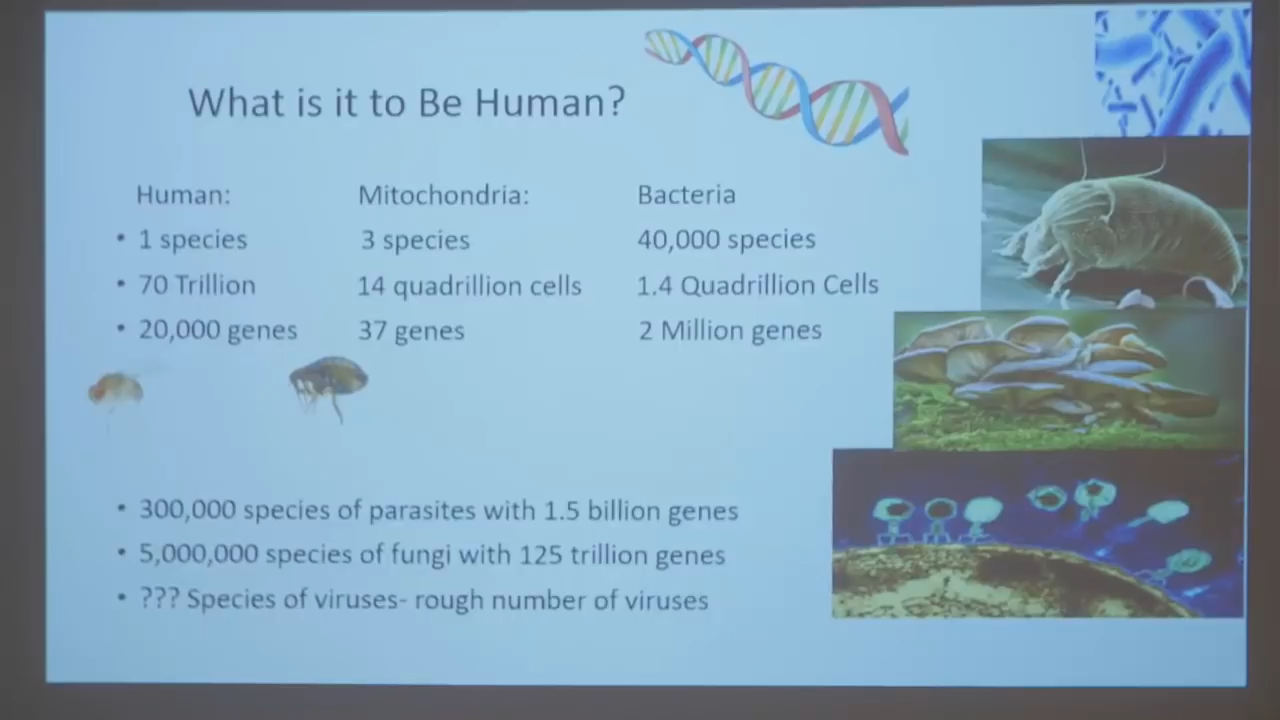 What is it to Be Human?
Human: Mitochondria: Bacteria
• 1 species 3 species 40,000 species
• 70 Trillion 14 quadrillion cells 1.4 Quadrillion Cells
• 20,000 genes 37 genes 2 Million genes
• 300,000 species of parasites with 1.5 billion genes
• 5,000,000 species of fungi with 125 trillion genes
• ??? Species of viruses- rough number of viruses